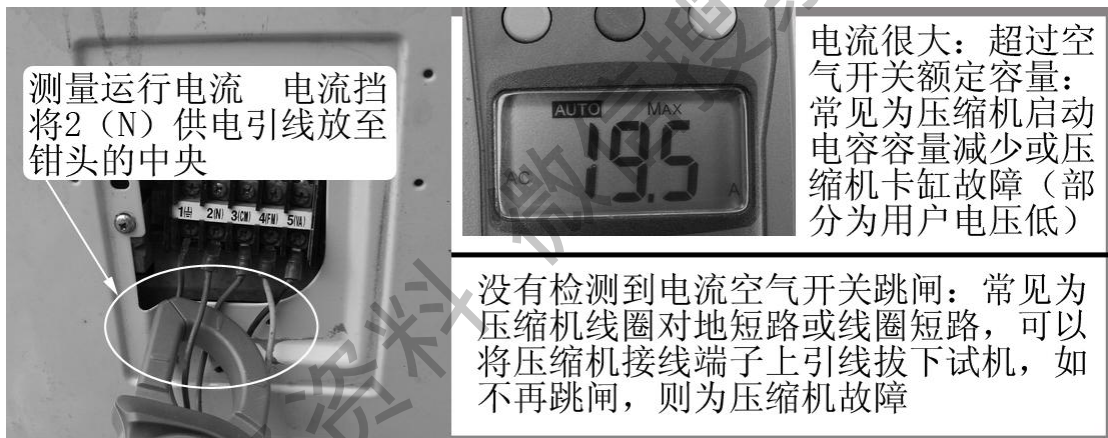 测量运行电流　电流挡
将2（N）供电引线放至
钳头的中央
1 2(N) 3(CM) 4(FM) 5(VA)
AUTO MAX
AC 19.5 A
电流很大：超过空
气开关额定容量：
常见为压缩机启动
电容容量减少或压
缩机卡缸故障（部
分为用户电压低）
没有检测到电流空气开关跳闸：常见为
压缩机线圈对地短路或线圈短路，可以
将压缩机接线端子上引线拔下试机，如
不再跳闸，则为压缩机故障
资料
微信搜